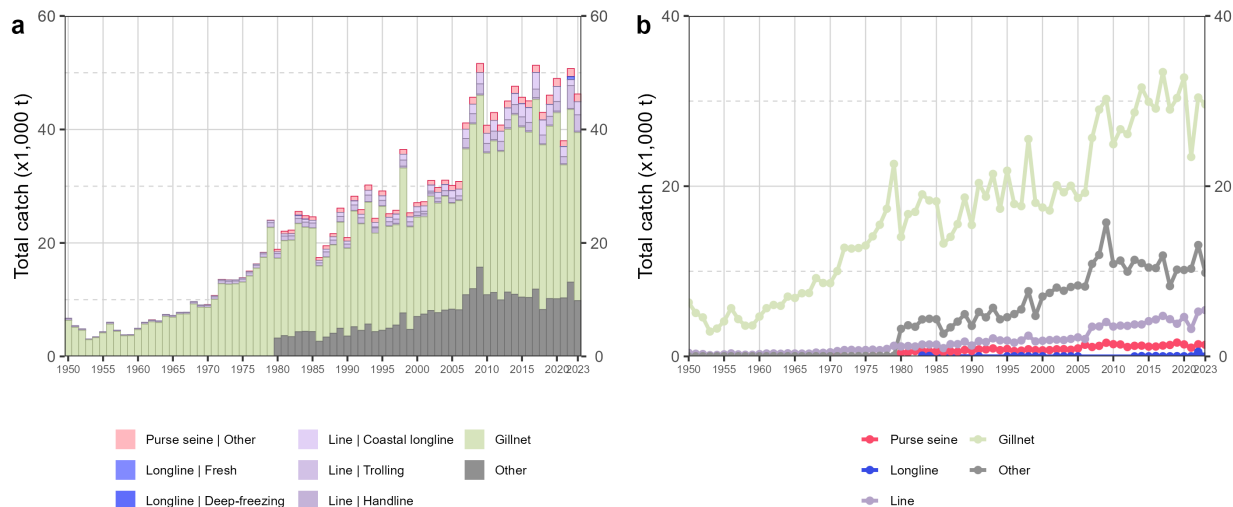 a
Total catch (x1,000 t)
60
40
20
0
60
40
20
0
1950 1955 1960 1965 1970 1975 1980 1985 1990 1995 2000 2005 2010 2015 2020 2023
Purse seine | Other
Line | Coastal longline
Gillnet
Longline | Fresh
Line | Trolling
Other
Longline | Deep-freezing
Line | Handline
b
Total catch (x1,000 t)
40
20
0
40
20
0
1950 1955 1960 1965 1970 1975 1980 1985 1990 1995 2000 2005 2010 2015 2020 2023
Purse seine
Gillnet
Longline
Other
Line